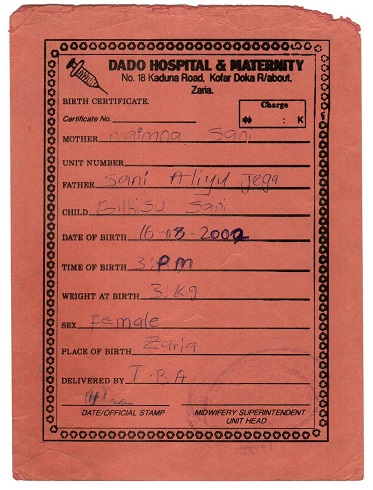 DADO HOSPITAL & MATERNITY
No. 18 Kaduna Road, Kofar Doka R/about,
Zaria.
BIRTH CERTIFICATE.
Charge
Certificate No.
₦ : K
MOTHER maimna Sani
UNIT NUMBER
FATHER Sani Aliyu Jega
CHILD Bilkisu Sani
DATE OF BIRTH 16-08-2002
TIME OF BIRTH 3:pm
WEIGHT AT BIRTH 3.kg
SEX Female
PLACE OF BIRTH Zaria
DELIVERED BY T.B.A
DATE/OFFICIAL STAMP
MIDWIFERY SUPERINTENDENT
UNIT HEAD